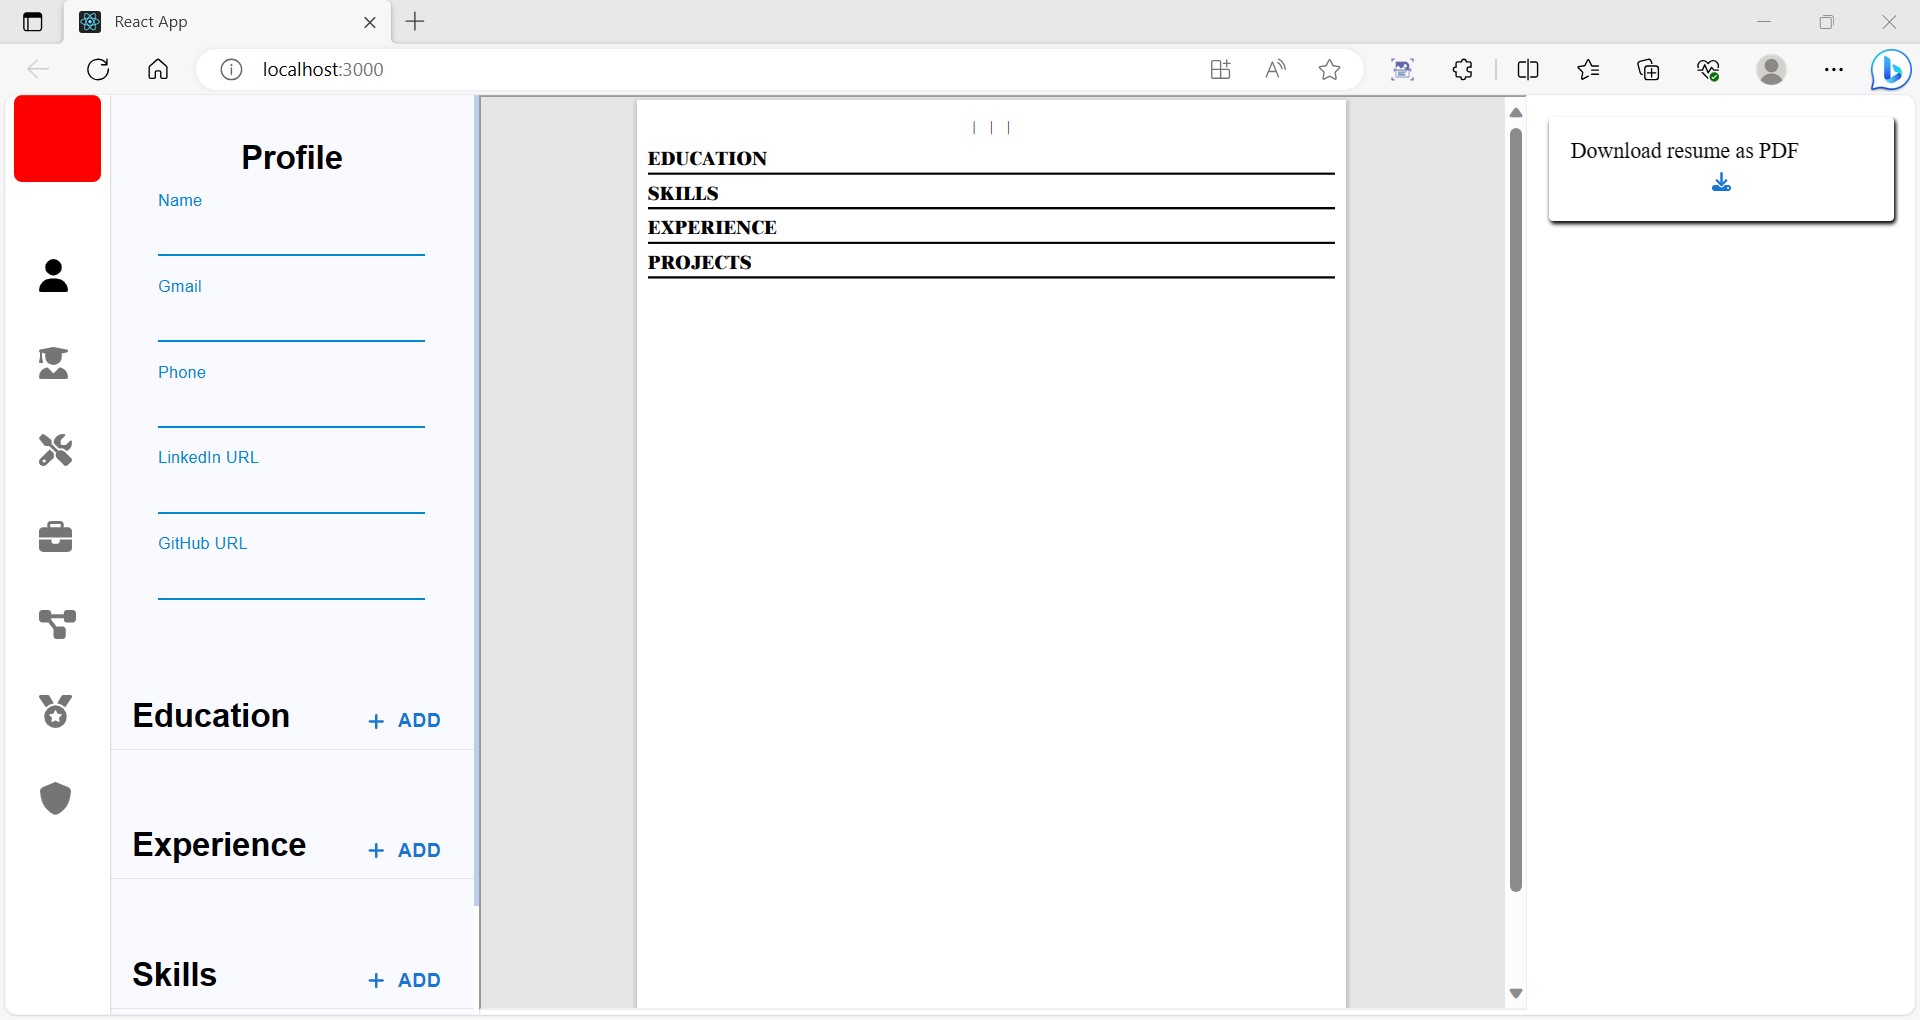 React App
localhost:3000
Profile
Name
Gmail
Phone
LinkedIn URL
GitHub URL
Education
+ ADD
Experience
+ ADD
Skills
+ ADD
| | |
EDUCATION
SKILLS
EXPERIENCE
PROJECTS
Download resume as PDF